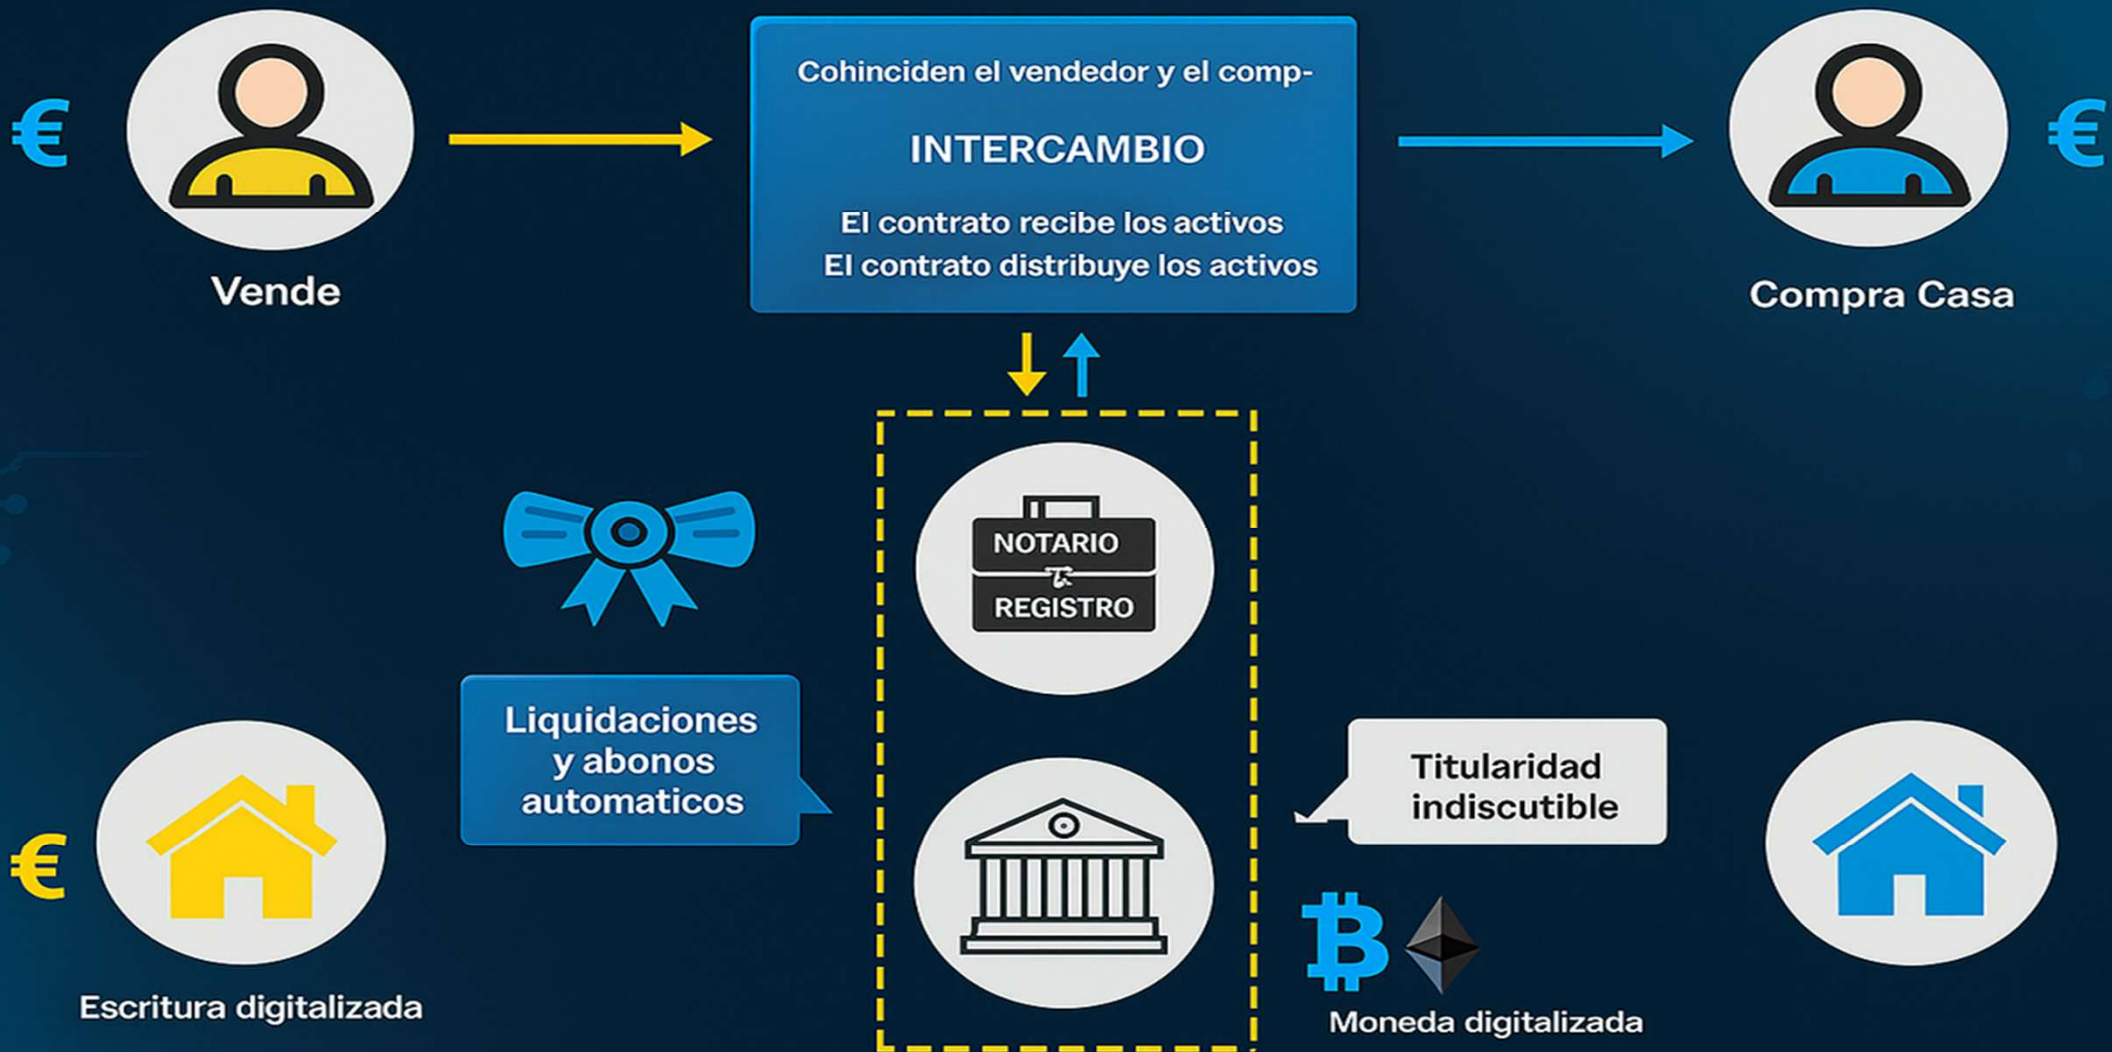 Cohinciden el vendedor y el comp-
INTERCAMBIO
El contrato recibe los activos
El contrato distribuye los activos
€
Vende
Compra Casa
€
NOTARIO
REGISTRO
Liquidaciones
y abonos
automaticos
Titularidad
indiscutible
€
Escritura digitalizada
Moneda digitalizada